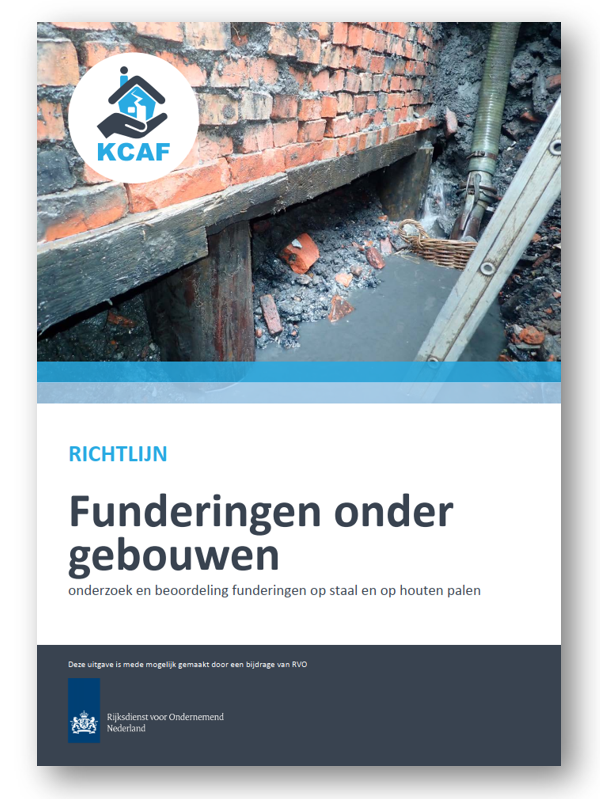 KCAF
RICHTLIJN
Funderingen onder
gebouwen
onderzoek en beoordeling funderingen op staal en op houten palen
Deze uitgave is mede mogelijk gemaakt door een bijdrage van RVO
Rijksdienst voor Ondernemend
Nederland